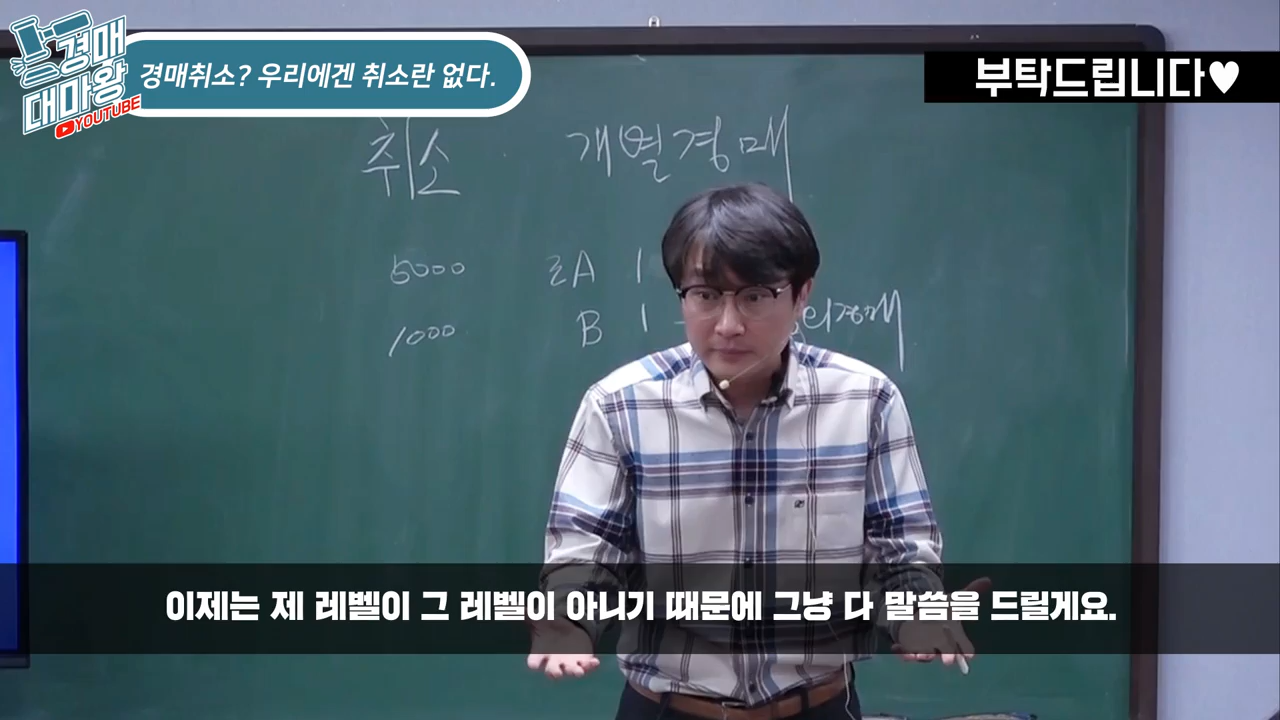 경매
대마왕
YOUTUBE
경매취소? 우리에겐 취소란 없다.
부탁드립니다♥
취소 개별경매
5000 A 1
1000 B 1
이제는 제 레벨이 그 레벨이 아니기 때문에 그냥 다 말씀을 드릴게요.